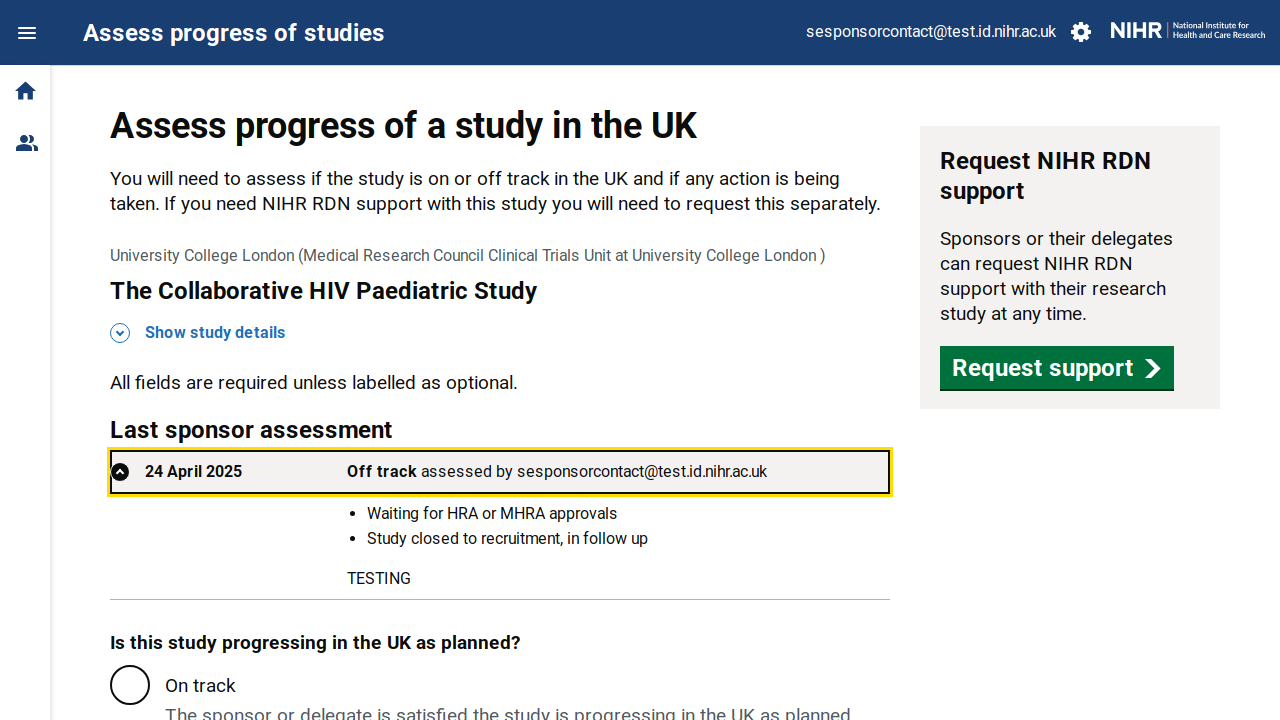 Assess progress of studies
sesponsorcontact@test.id.nihr.ac.uk
NIHR | National Institute for
Health and Care Research
Assess progress of a study in the UK
You will need to assess if the study is on or off track in the UK and if any action is being
taken. If you need NIHR RDN support with this study you will need to request this separately.
University College London (Medical Research Council Clinical Trials Unit at University College London )
The Collaborative HIV Paediatric Study
Show study details
All fields are required unless labelled as optional.
Last sponsor assessment
24 April 2025 Off track assessed by sesponsorcontact@test.id.nihr.ac.uk
• Waiting for HRA or MHRA approvals
• Study closed to recruitment, in follow up
TESTING
Is this study progressing in the UK as planned?
On track
The sponsor or delegate is satisfied the study is progressing in the UK as planned
Request NIHR RDN
support
Sponsors or their delegates
can request NIHR RDN
support with their research
study at any time.
Request support